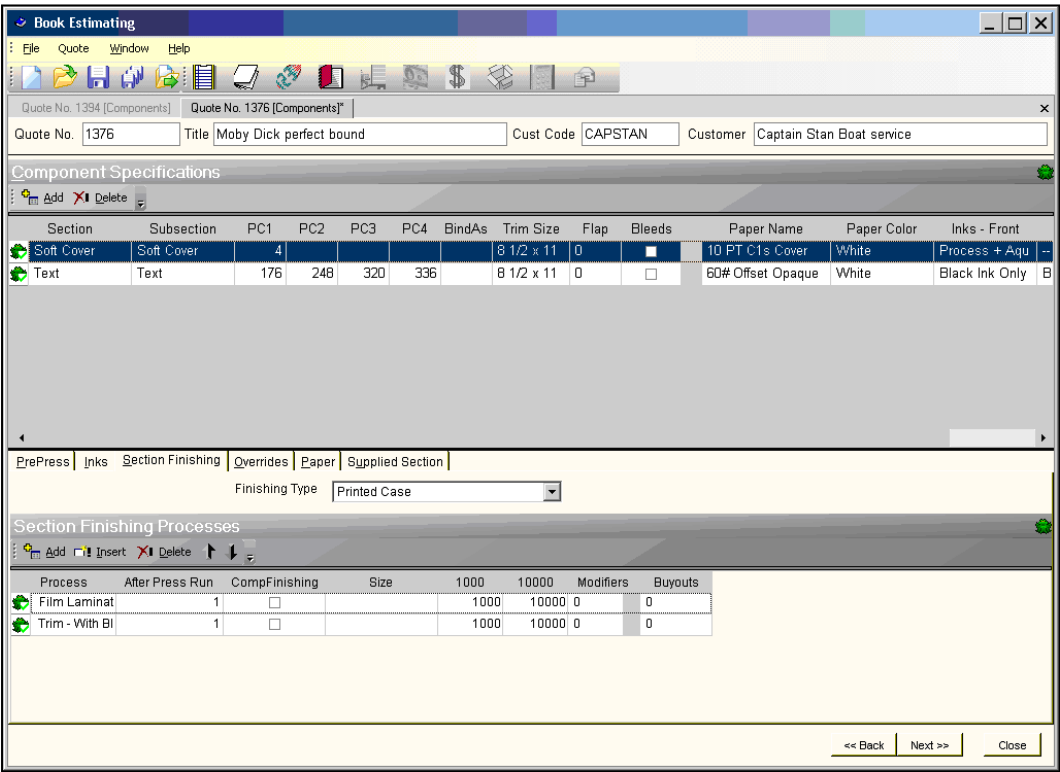 Book Estimating
File Quote Window Help
Quote No. 1394 [Components] Quote No. 1376 [Components]*
Quote No. 1376 Title Moby Dick perfect bound Cust Code CAPSTAN Customer Captain Stan Boat service
Component Specifications
Add Delete
Section Subsection PC1 PC2 PC3 PC4 BindAs Trim Size Flap Bleeds Paper Name Paper Color Inks - Front
Soft Cover Soft Cover 4 8 1/2 x 11 0 10 PT C1s Cover White Process + Aqu --
Text Text 176 248 320 336 8 1/2 x 11 0 60# Offset Opaque White Black Ink Only B
PrePress Inks Section Finishing Overrides Paper Supplied Section
Finishing Type Printed Case
Section Finishing Processes
Add Insert Delete
Process After Press Run CompFinishing Size 1000 10000 Modifiers Buyouts
Film Laminat 1 1000 10000 0 0
Trim - With Bl 1 1000 10000 0 0
<< Back Next >> Close